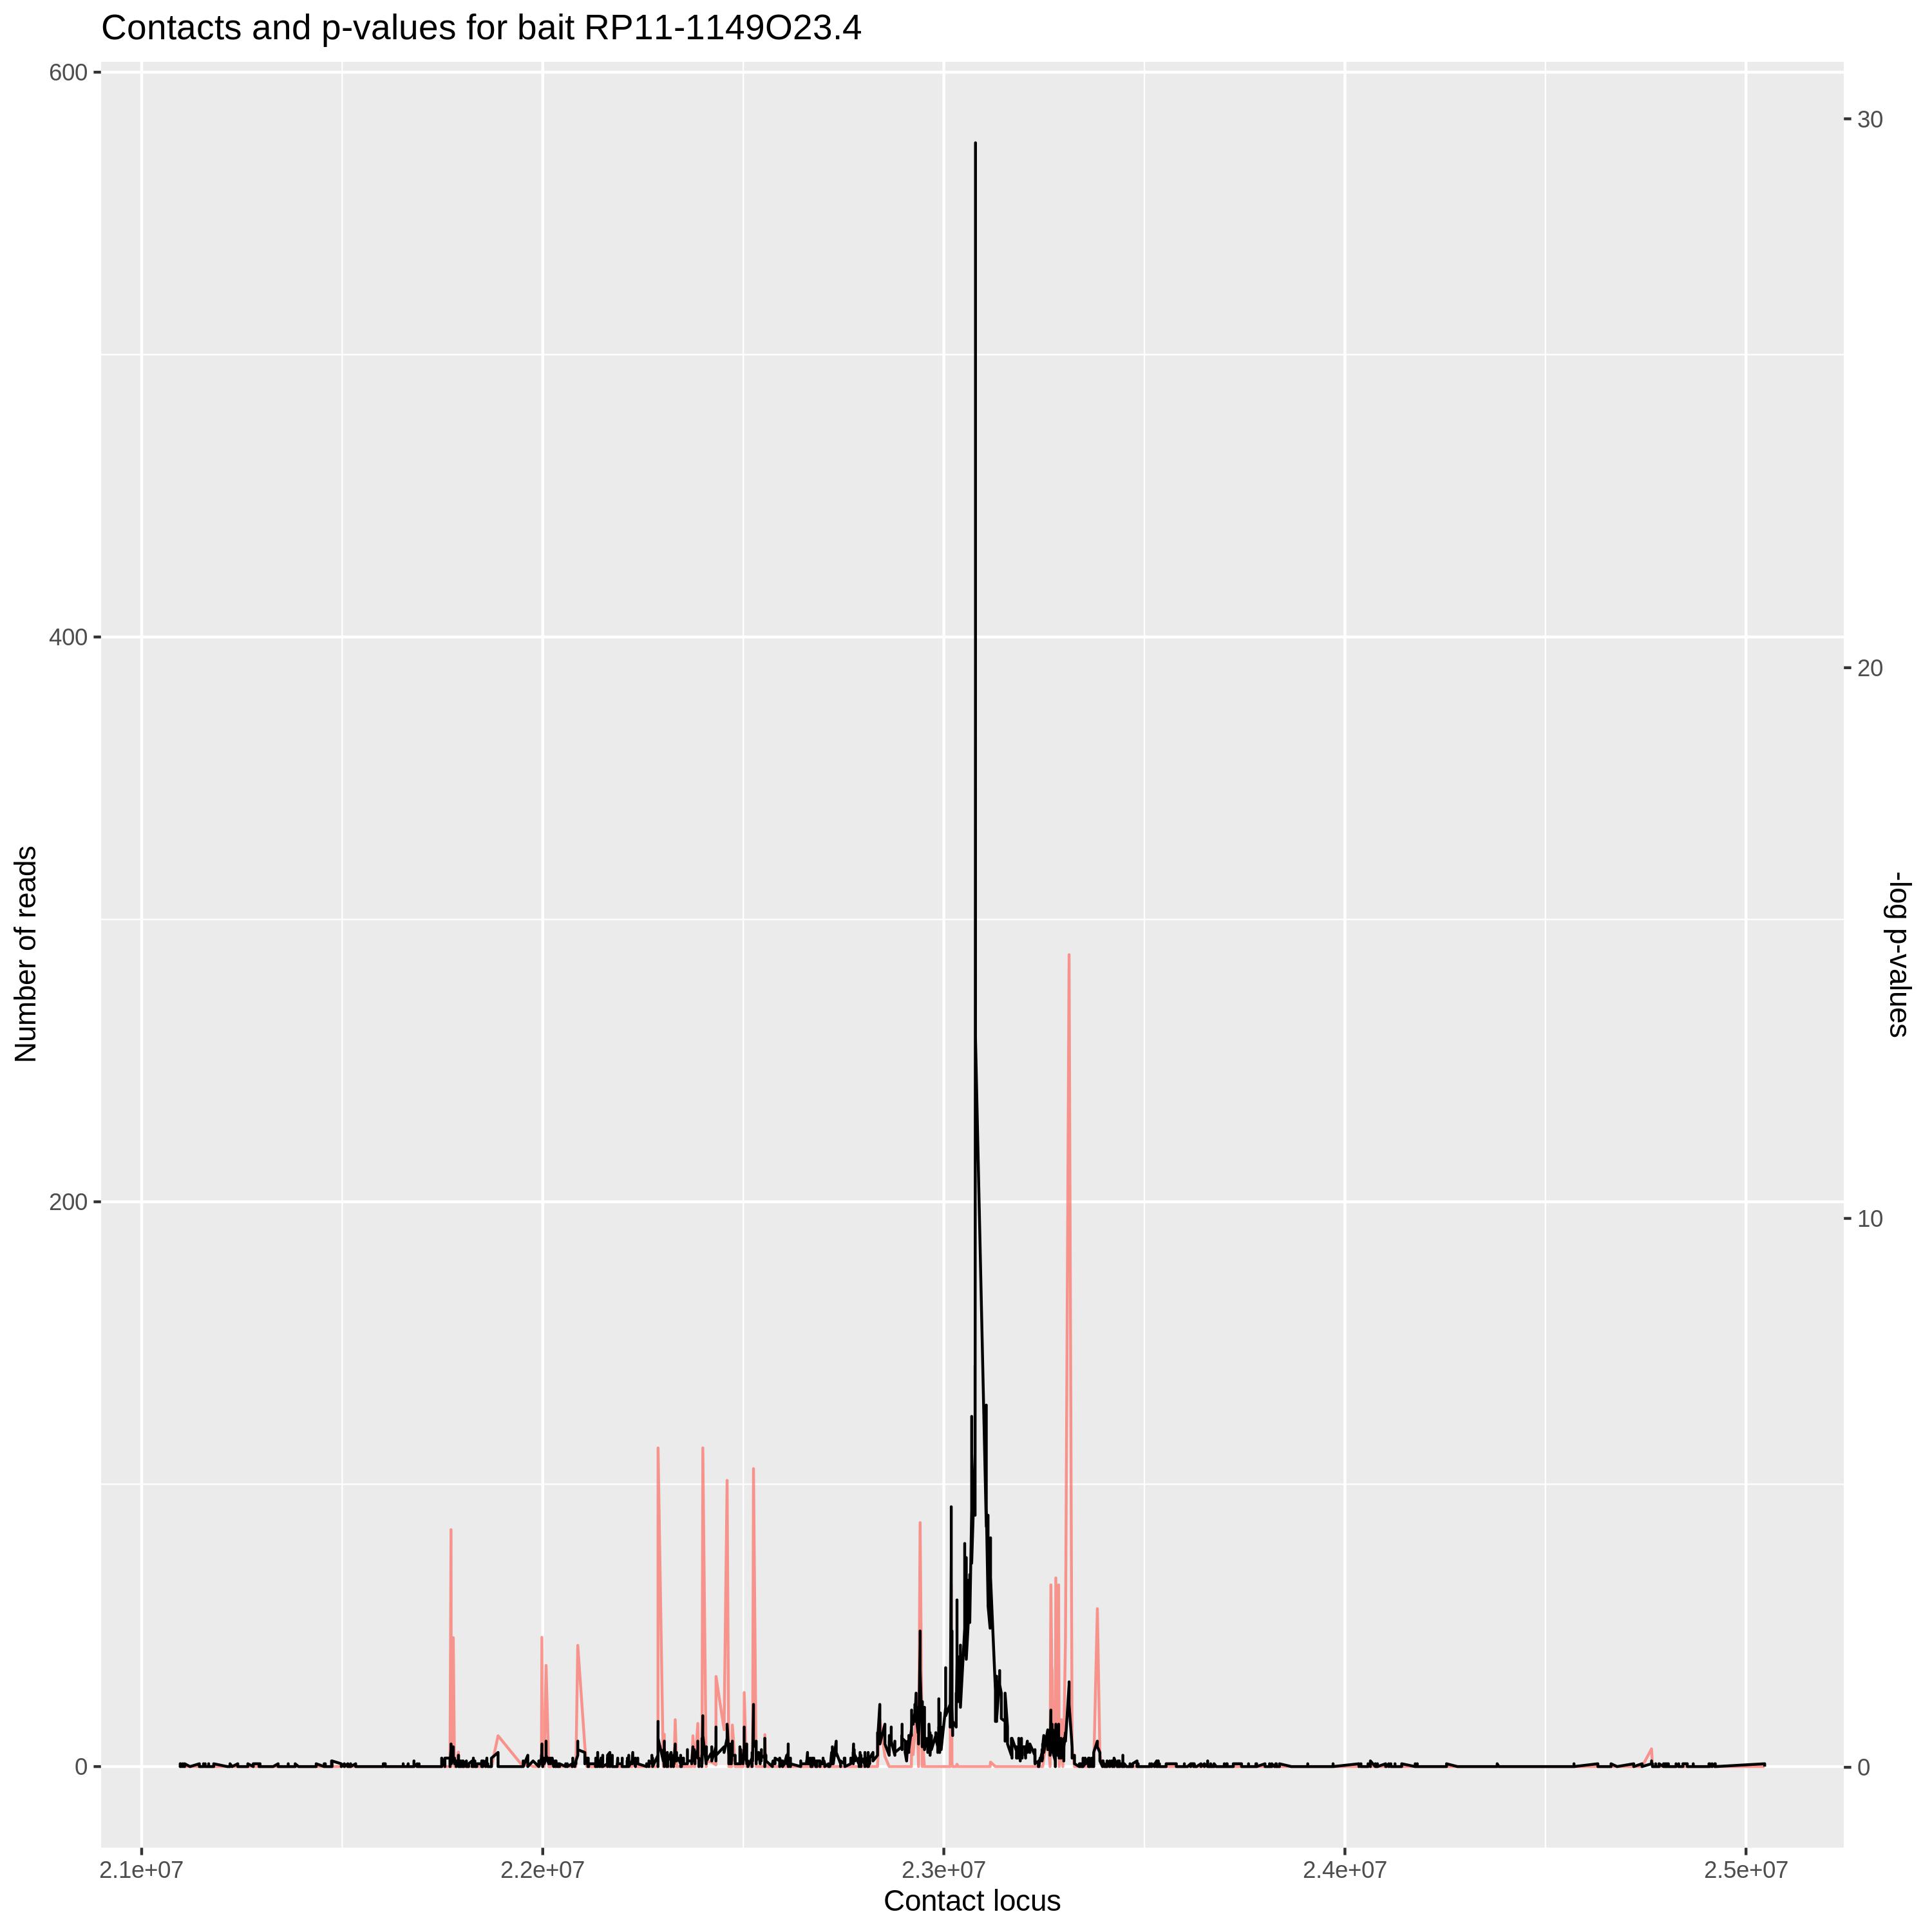 Contacts and p-values for bait RP11-1149O23.4
600
400
200
0
30
20
10
0
Number of reads
-log p-values
2.1e+07
2.2e+07
2.3e+07
2.4e+07
2.5e+07
Contact locus